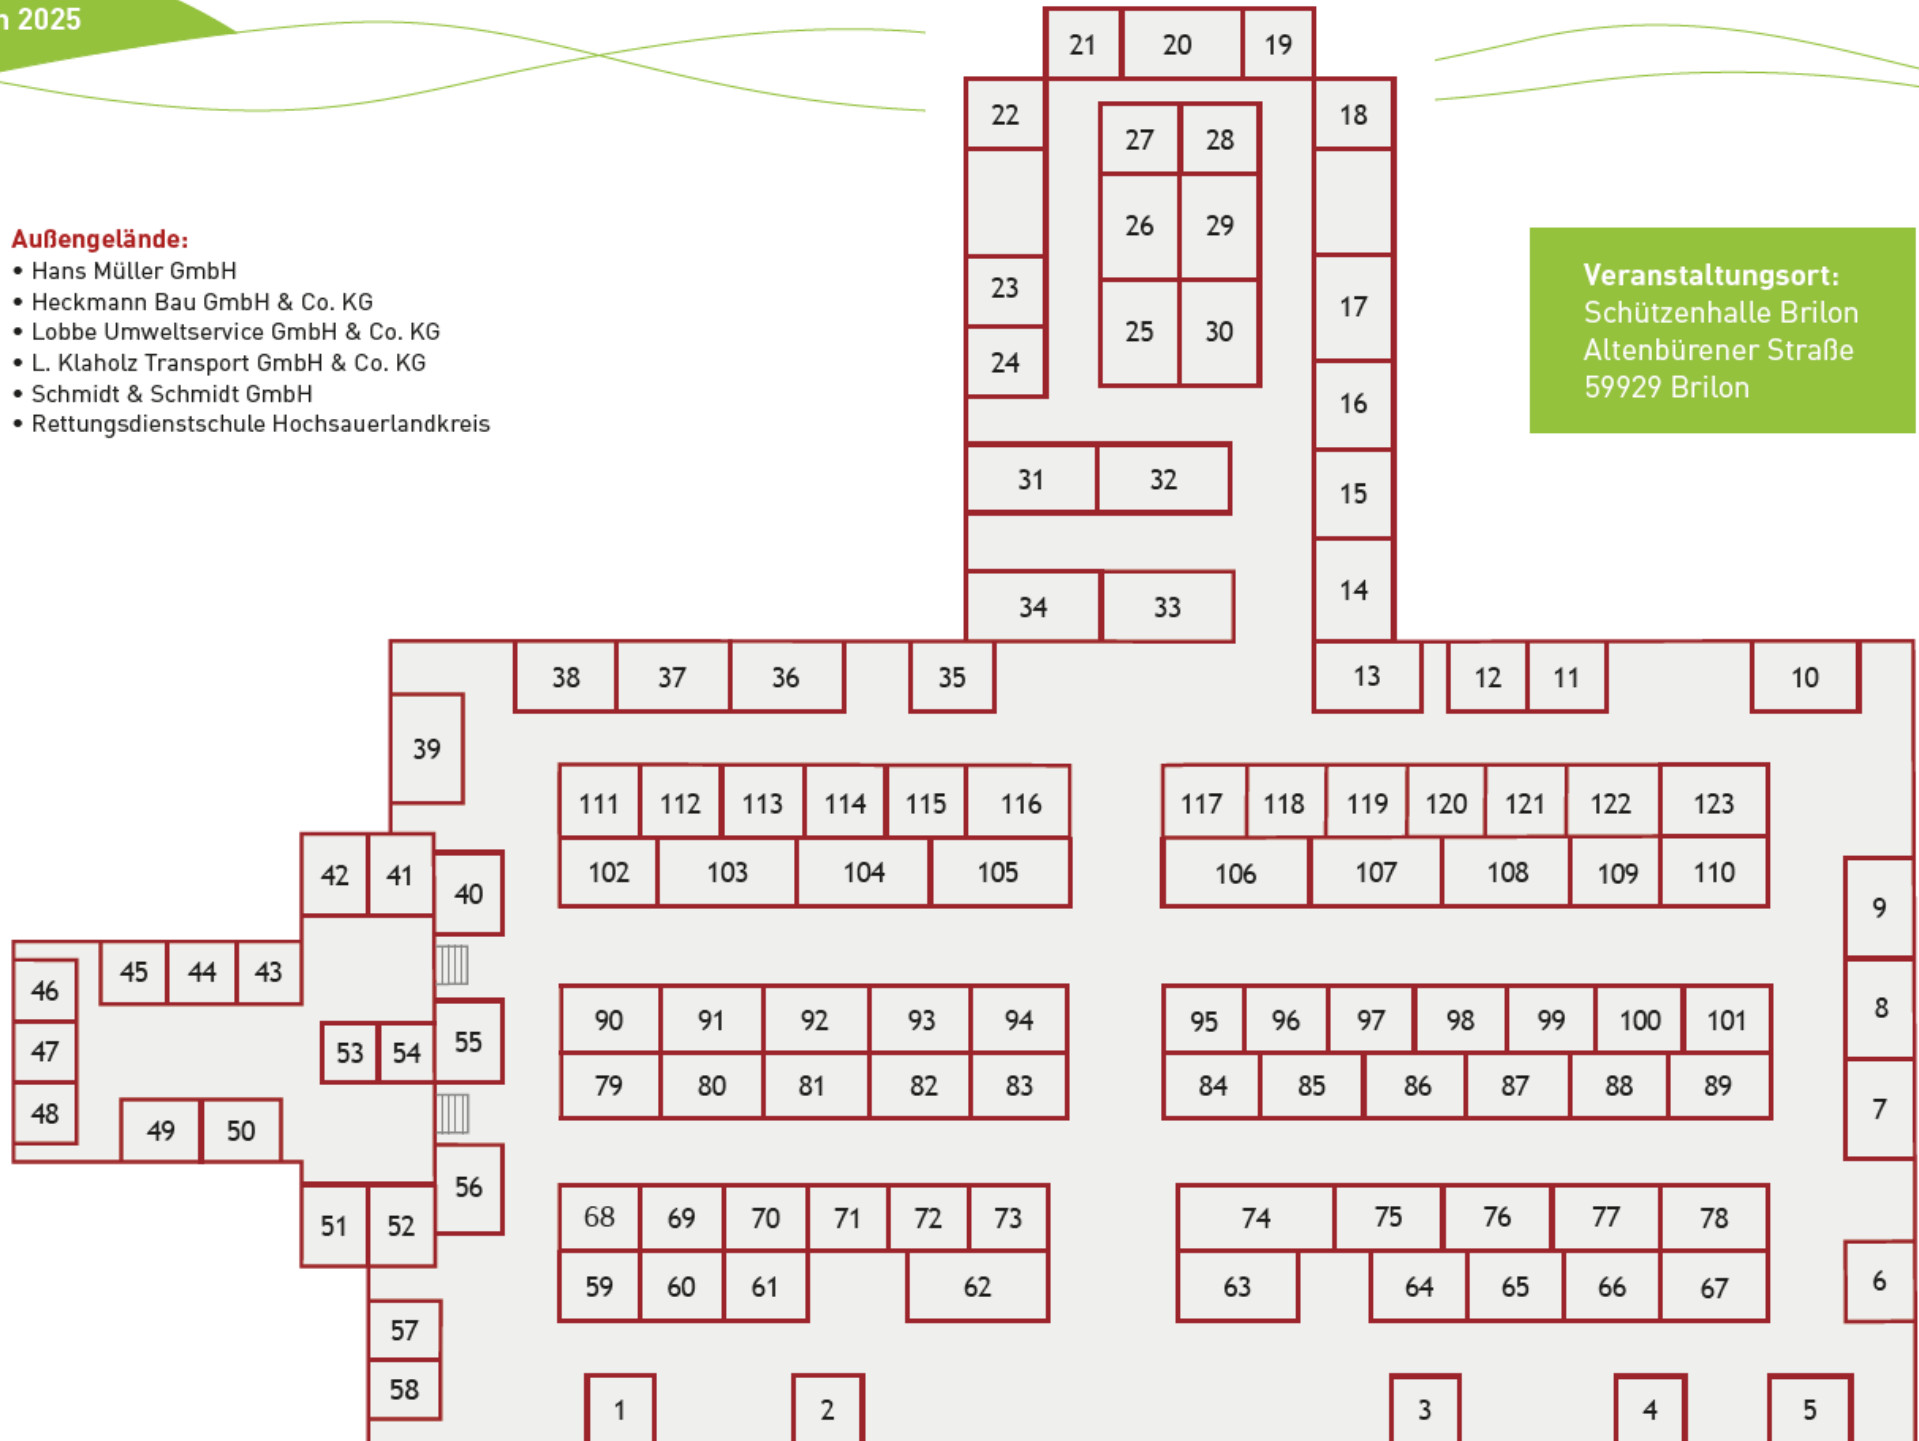 n 2025
21 20 19
22 18
27 28
26 29
23
17
25 30
24
16
31 32
15
14
34 33
Außengelände:
• Hans Müller GmbH
• Heckmann Bau GmbH & Co. KG
• Lobbe Umweltservice GmbH & Co. KG
• L. Klaholz Transport GmbH & Co. KG
• Schmidt & Schmidt GmbH
• Rettungsdienstschule Hochsauerlandkreis
Veranstaltungsort:
Schützenhalle Brilon
Altenbürener Straße
59929 Brilon
38 37 36 35 13 12 11 10
39
111 112 113 114 115 116 117 118 119 120 121 122 123
102 103 104 105 106 107 108 109 110
42 41 40
9
45 44 43
46
8
90 91 92 93 94 95 96 97 98 99 100 101
47 53 54 55
79 80 81 82 83 84 85 86 87 88 89
48 49 50
7
56
51 52
68 69 70 71 72 73 74 75 76 77 78
59 60 61 62 63 64 65 66 67
6
57
58
1 2 3 4 5